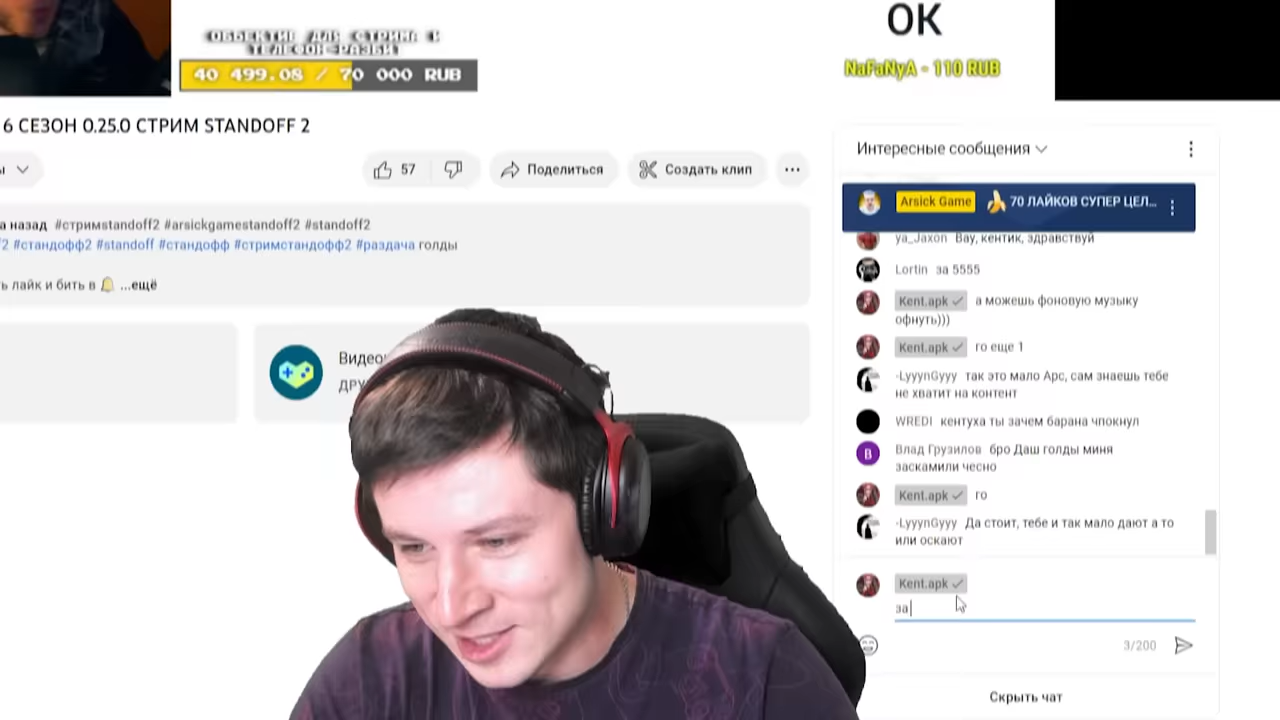 ОББЕКТИВ ДЛЯ СТРИМА И
ТЕЛЕФОН РАЗБИТ
40 499.08 / 70 000 RUB
ОК
NaFaNyA - 110 RUB
6 СЕЗОН 0.25.0 СТРИМ STANDOFF 2
ы
57
Поделиться
Создать клип
а назад #стримstandoff2 #arsickgamestandoff2 #standoff2
f2 #стандофф2 #standoff #стандофф #стримстандофф2 #раздача голды
ь лайк и бить в 🔔 ...ещё
Видео
ДРУ
Интересные сообщения
Arsick Game 🍌 70 ЛАЙКОВ СУПЕР ЦЕЛ...
ya_Jaxon Вау, кентик, здравствуй
Lortin за 5555
Kent.apk а можешь фоновую музыку
офнуть)))
Kent.apk го еще 1
-LyyynGyyy так это мало Арс, сам знаешь тебе
не хватит на контент
WREDI кентуха ты зачем барана чпокнул
В
Влад Грузилов бро Даш голды миня
заскамили чесно
Kent.apk го
-LyyynGyyy Да стоит, тебе и так мало дают а то
или оскают
Kent.apk
за
3/200
Скрыть чат